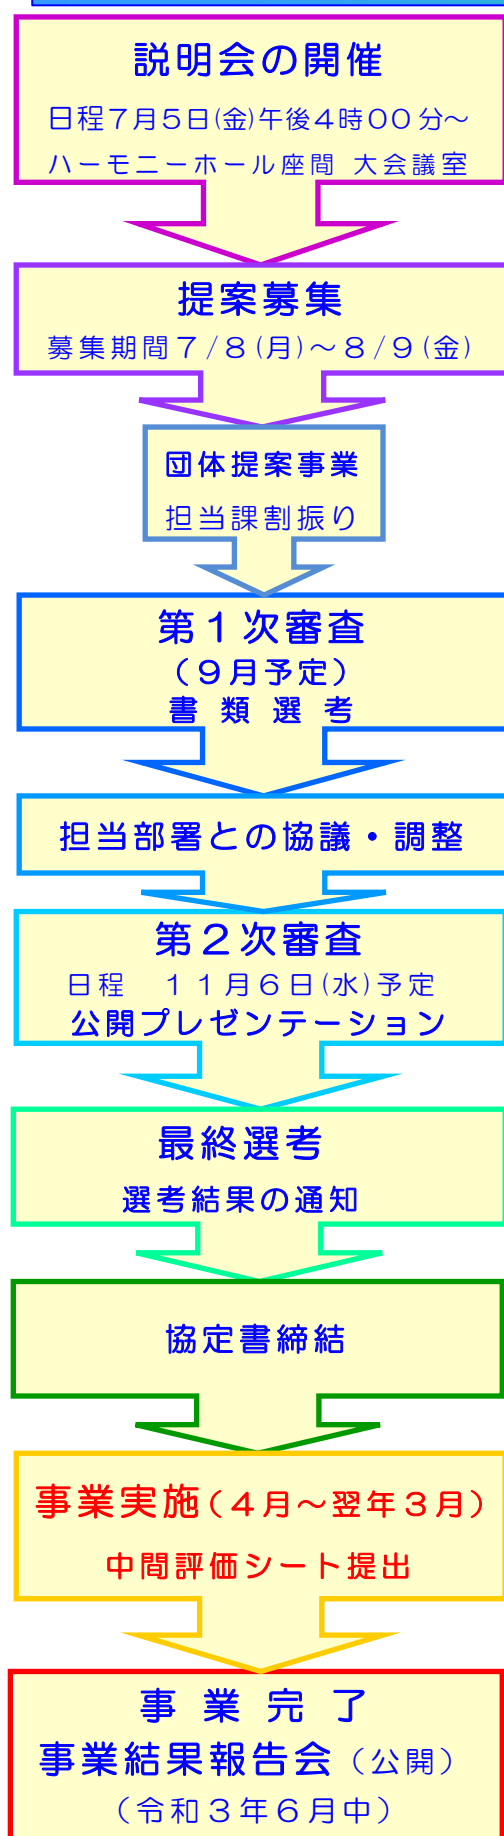 説明会の開催
日程７月５日(金)午後４時００分～
ハーモニーホール座間 大会議室
提案募集
募集期間７/８(月)～８/９(金)
団体提案事業
担当課割振り
第１次審査
（９月予定）
書 類 選 考
担当部署との協議・調整
第２次審査
日程　１１月６日(水)予定
公開プレゼンテーション
最終選考
選考結果の通知
協定書締結
事業実施（４月～翌年３月）
中間評価シート提出
事 業 完 了
事業結果報告会（公開）
（令和３年６月中）